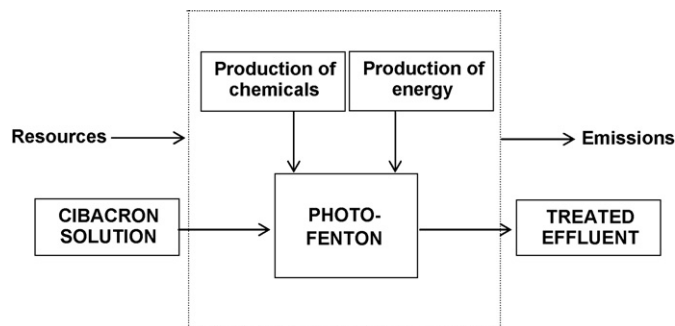 Production of
chemicals
Production of
energy
Resources
Emissions
CIBACRON
SOLUTION
PHOTO-
FENTON
TREATED
EFFLUENT